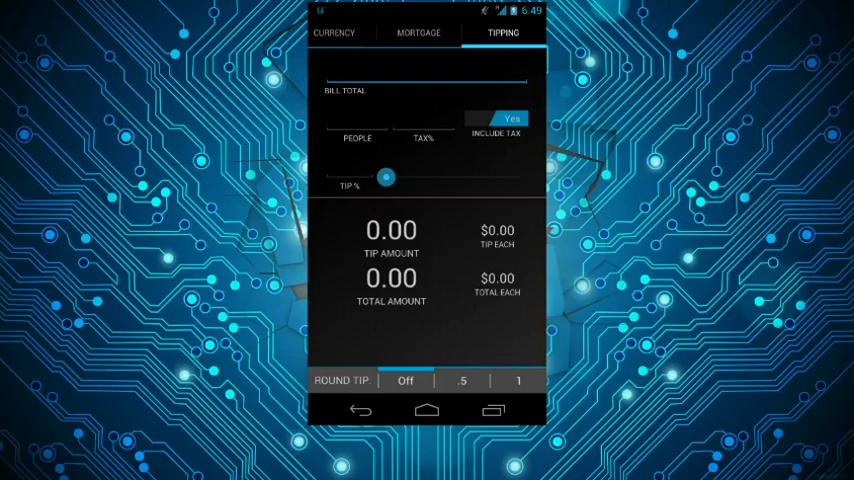 64 6:49
CURRENCY MORTGAGE TIPPING
BILL TOTAL
Yes
PEOPLE TAX% INCLUDE TAX
TIP %
0.00 $0.00
TIP AMOUNT TIP EACH
0.00 $0.00
TOTAL AMOUNT TOTAL EACH
ROUND TIP: Off .5 1